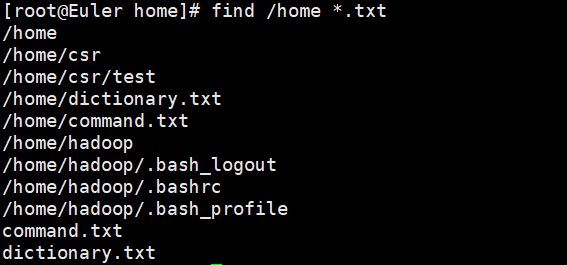 [root@Euler home]# find /home *.txt
/home
/home/csr
/home/csr/test
/home/dictionary.txt
/home/command.txt
/home/hadoop
/home/hadoop/.bash_logout
/home/hadoop/.bashrc
/home/hadoop/.bash_profile
command.txt
dictionary.txt